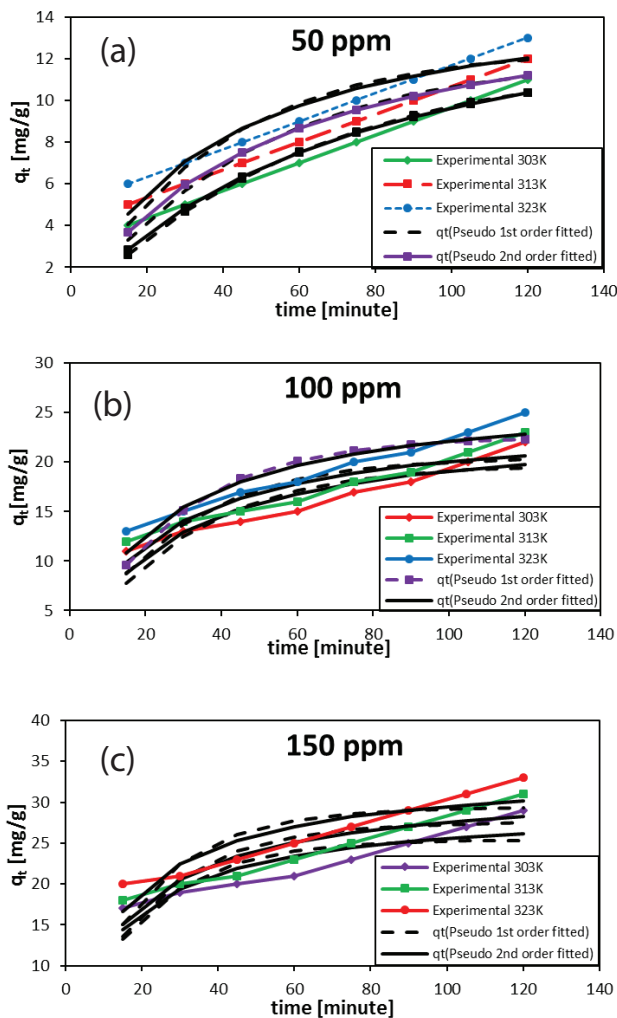 (a)
50 ppm
14
12
10
8
6
4
2
qt [mg/g]
Experimental 303K
Experimental 313K
Experimental 323K
qt(Pseudo 1st order fitted)
qt(Pseudo 2nd order fitted)
0 20 40 60 80 100 120 140
time [minute]
(b)
100 ppm
30
25
20
15
10
5
qt [mg/g]
Experimental 303K
Experimental 313K
Experimental 323K
qt(Pseudo 1st order fitted)
qt(Pseudo 2nd order fitted)
0 20 40 60 80 100 120 140
time [minute]
(c)
150 ppm
40
35
30
25
20
15
10
qt [mg/g]
Experimental 303K
Experimental 313K
Experimental 323K
qt(Pseudo 1st order fitted)
qt(Pseudo 2nd order fitted)
0 20 40 60 80 100 120 140
time [minute]